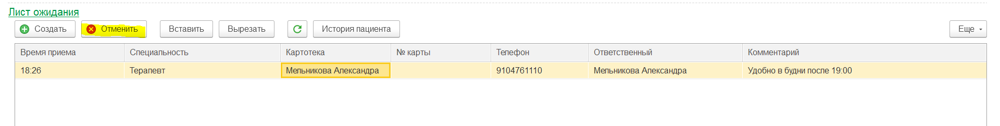 Лист ожидания
Создать Отменить Вставить Вырезать История пациента Еще
Время приема Специальность Картотека № карты Телефон Ответственный Комментарий
18:26 Терапевт Мельникова Александра 9104761110 Мельникова Александра Удобно в будни после 19:00